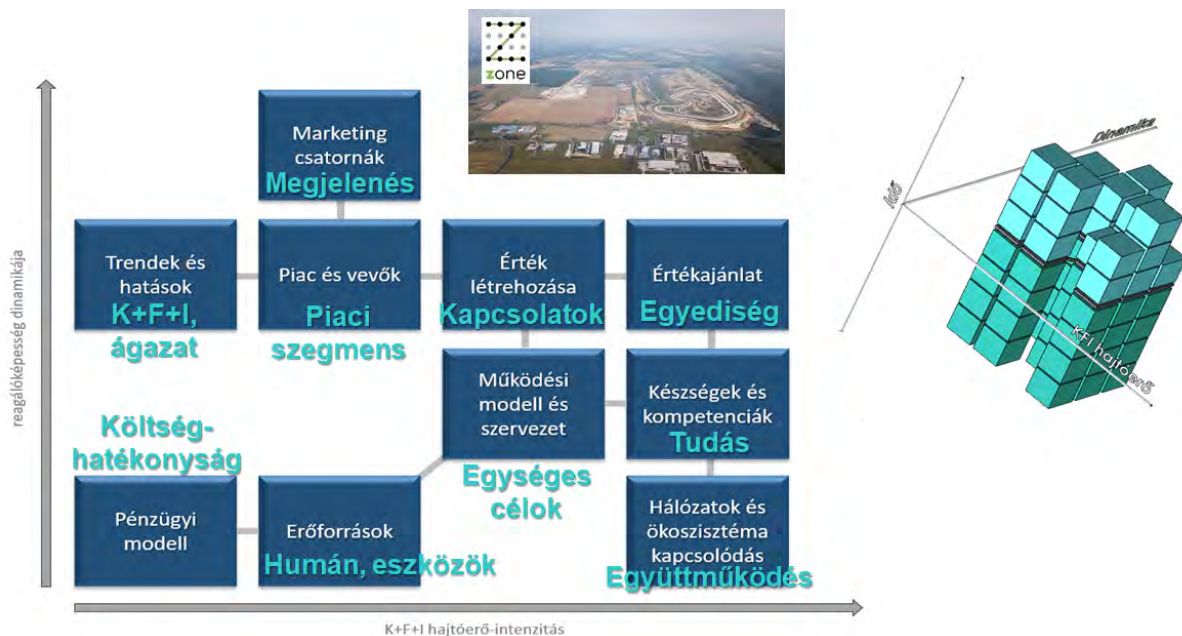 zone
Marketing
csatornák
Megjelenés
Trendek és
hatások
K+F+I,
ágazat
Piac és vevők
Piaci
szegmens
Érték
létrehozása
Kapcsolatok
Értékajánlat
Egyediség
Működési
modell és
szervezet
Egységes
célok
Készségek és
kompetenciák
Tudás
Költség-
hatékonyság
Pénzügyi
modell
Erőforrások
Humán, eszközök
Hálózatok és
ökoszisztéma
kapcsolódás
Együttműködés
reagálóképesség dinamikája
K+F+I hajtóerő-intenzitás
Dinamika
Idő
KFI hajtóerő